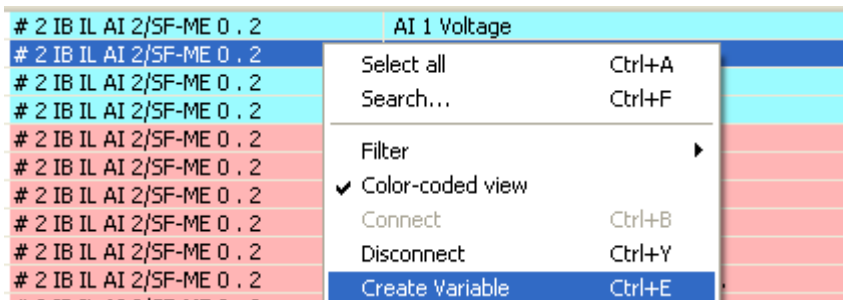 # 2 IB IL AI 2/SF-ME 0 . 2 AI 1 Voltage
# 2 IB IL AI 2/SF-ME 0 . 2
# 2 IB IL AI 2/SF-ME 0 . 2
# 2 IB IL AI 2/SF-ME 0 . 2
# 2 IB IL AI 2/SF-ME 0 . 2
# 2 IB IL AI 2/SF-ME 0 . 2
# 2 IB IL AI 2/SF-ME 0 . 2
# 2 IB IL AI 2/SF-ME 0 . 2
# 2 IB IL AI 2/SF-ME 0 . 2
# 2 IB IL AI 2/SF-ME 0 . 2
Select all Ctrl+A
Search... Ctrl+F
Filter
Color-coded view
Connect Ctrl+B
Disconnect Ctrl+Y
Create Variable Ctrl+E